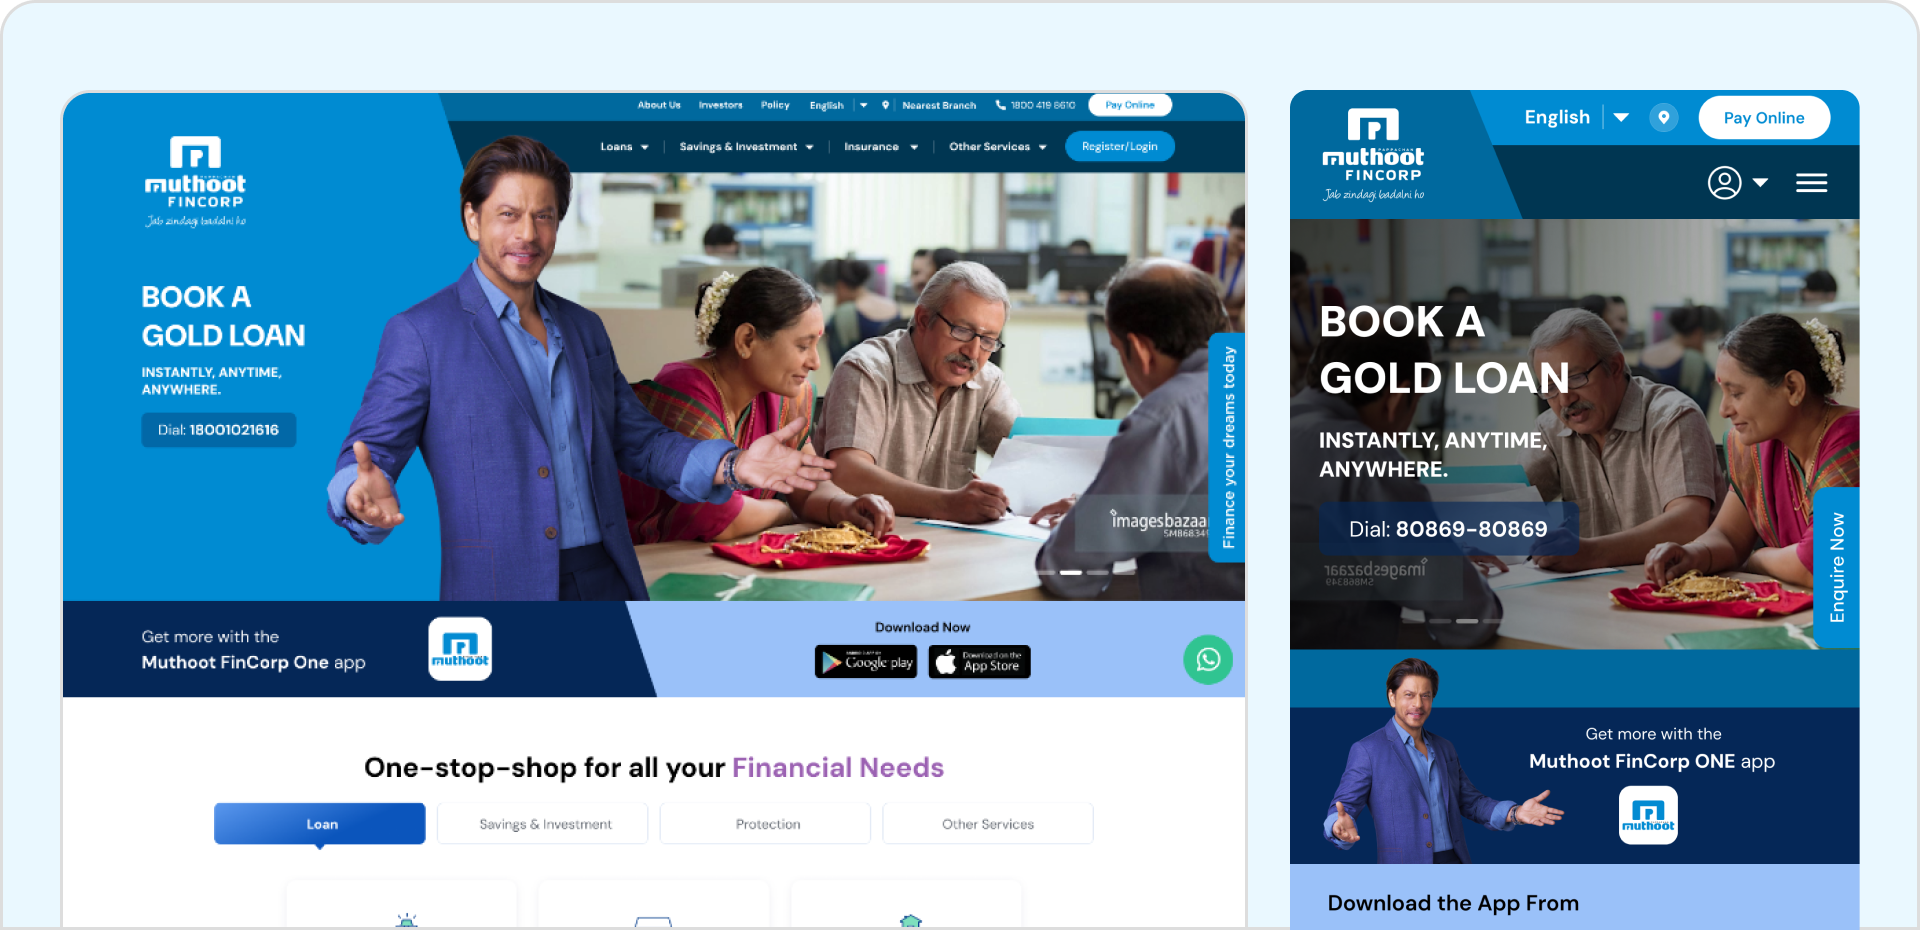 About Us Investors Policy English Nearest Branch 1800 419 8610 Pay Online
Loans Savings & Investment Insurance Other Services Register/Login
muthoot
FINCORP
Jab zindagi badalni ho
BOOK A
GOLD LOAN
INSTANTLY, ANYTIME,
ANYWHERE.
Dial: 18001021616
Finance your dreams today
imagesbazaar
SM868349
Get more with the
Muthoot FinCorp One app
muthoot
Download Now
Google play
Download on the
App Store
One-stop-shop for all your Financial Needs
Loan Savings & Investment Protection Other Services
English Pay Online
PAPPACHAN
muthoot
FINCORP
Jab zindagi badalni ho
BOOK A
GOLD LOAN
INSTANTLY, ANYTIME,
ANYWHERE.
Dial: 80869-80869
imagesbazaar
SM868349
Enquire Now
Get more with the
Muthoot FinCorp ONE app
muthoot
Download the App From